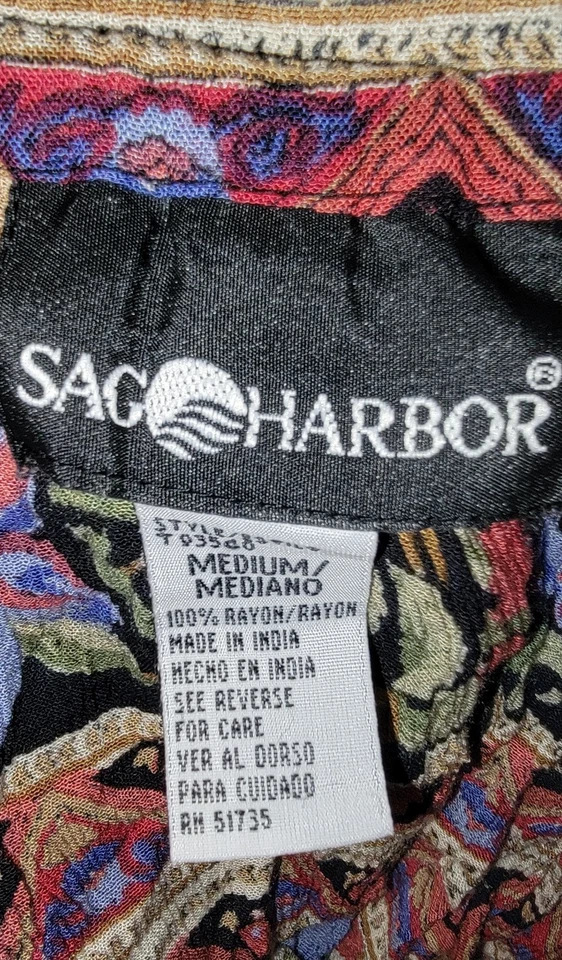 SAG HARBOR ®
STYLE
MEDIUM/
MEDIANO
100% RAYON/RAYON
MADE IN INDIA
HECHO EN INDIA
SEE REVERSE
FOR CARE
VER AL DORSO
PARA CUIDADO
RN 51735